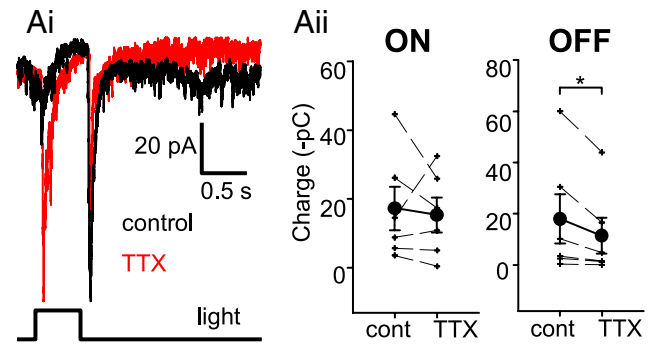 Ai
20 pA
0.5 s
control
TTX
light
Aii
ON
OFF
Charge (-pC)
60
40
20
0
cont
TTX
80
60
40
20
0
*
cont
TTX